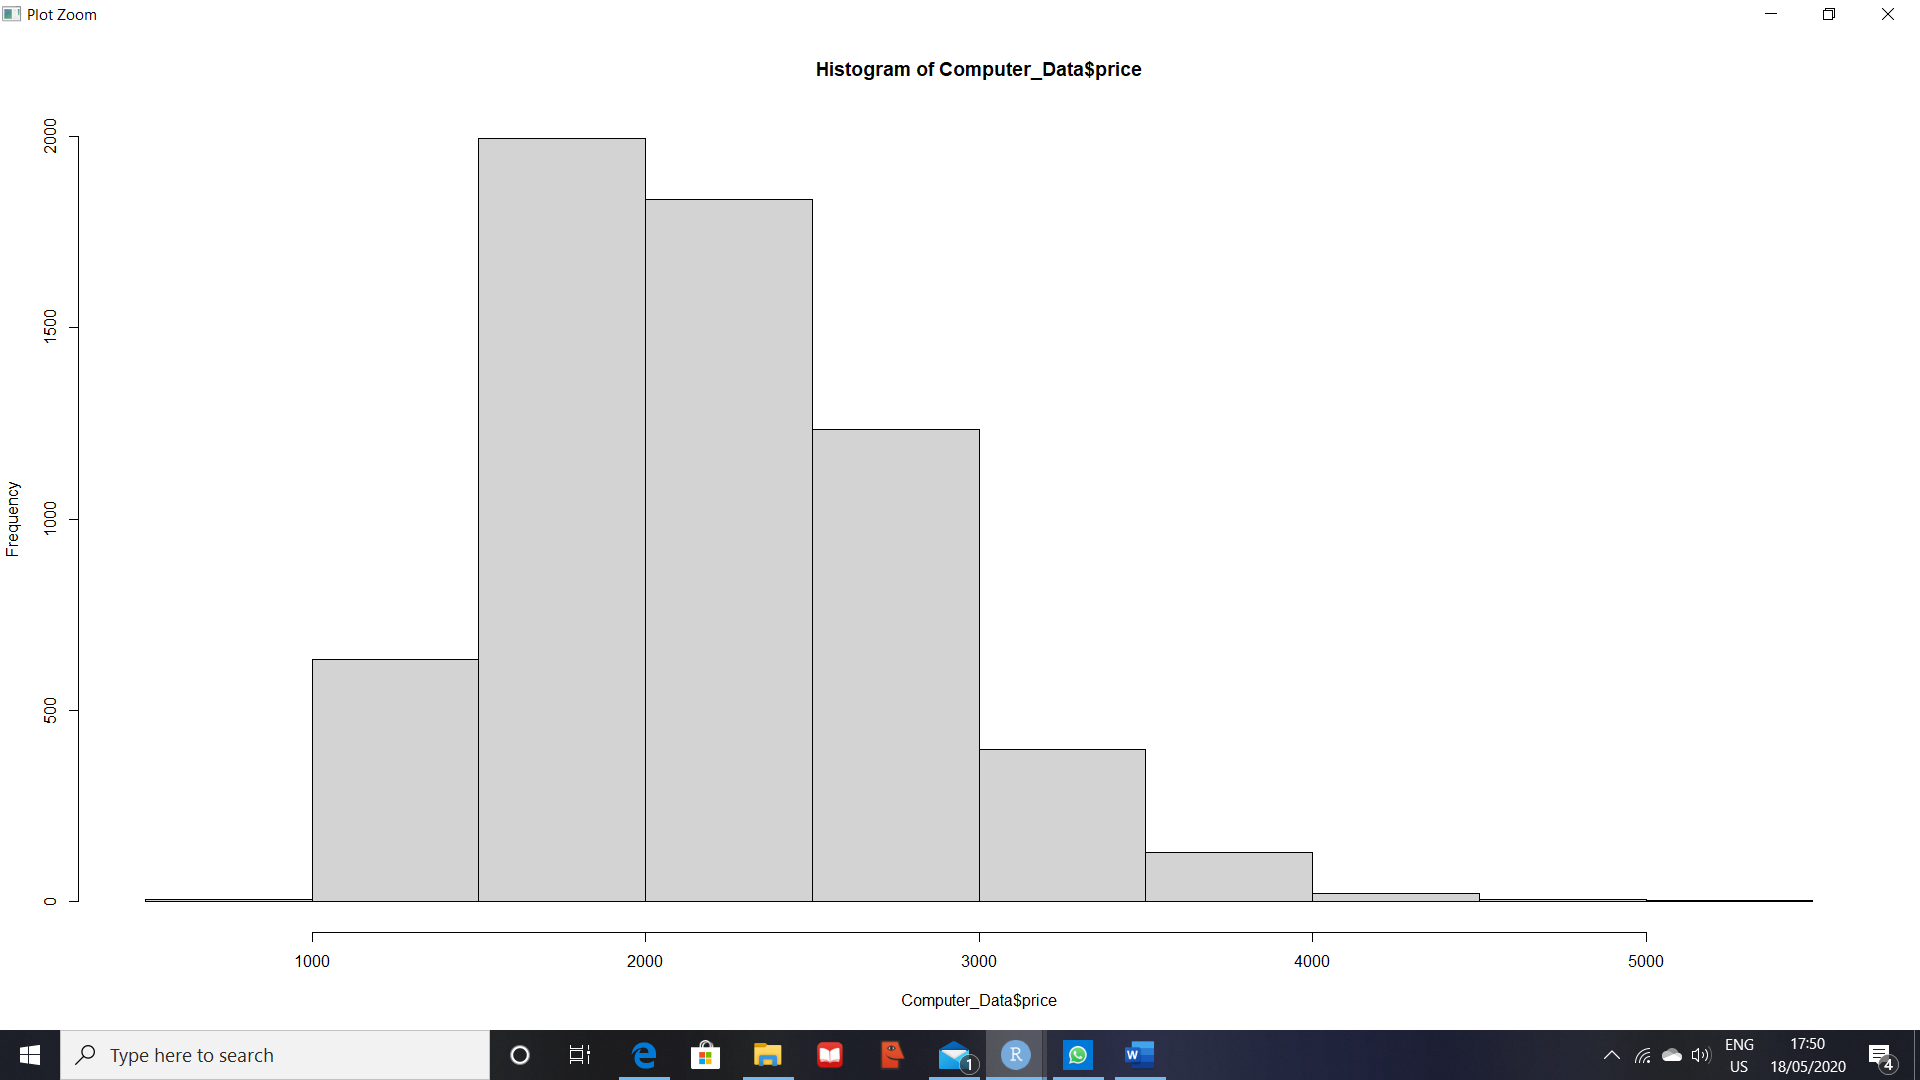 Plot Zoom
Histogram of Computer_Data$price
2000
1500
1000
500
0
Frequency
1000 2000 3000 4000 5000
Computer_Data$price
Type here to search
1
R
W
ENG
US
17:50
18/05/2020
4